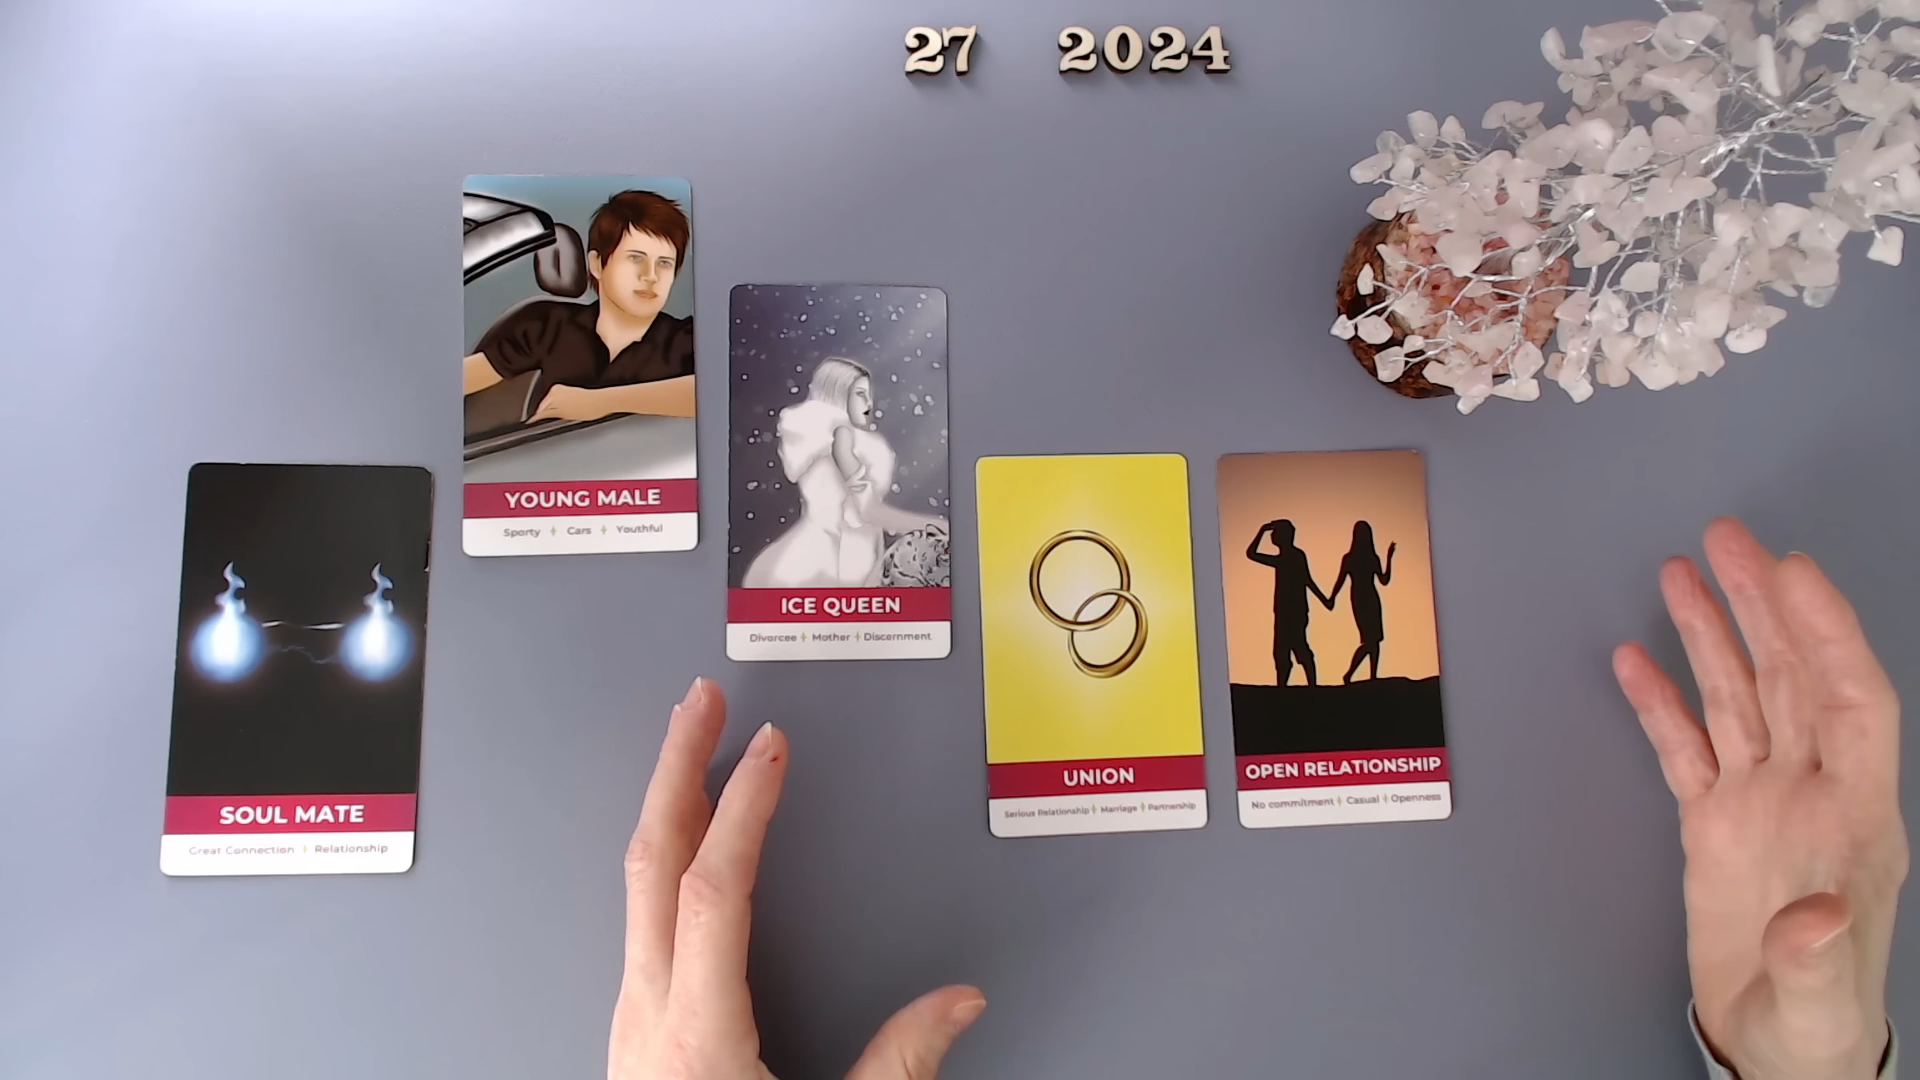 27 2024
YOUNG MALE
Sporty + Cars + Youthful
ICE QUEEN
Divorcee + Mother + Discernment
SOUL MATE
Great Connection + Relationship
UNION
Serious Relationship + Marriage + Partnership
OPEN RELATIONSHIP
No commitment + Casual + Openness